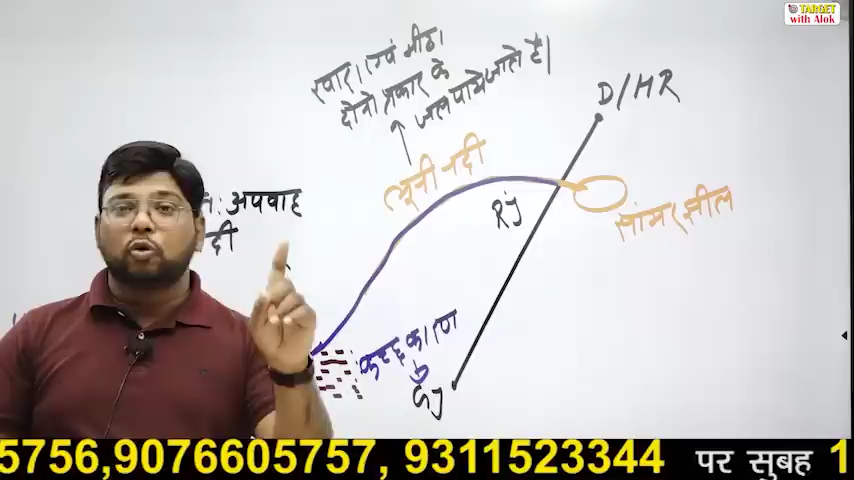 TARGET
with Alok
खारा एवं मीठा
दोनो प्रकार के
जल पाये जाते है।
D/HR
लूनी नदी
: अपवाह
दी
RJ
सांभर झील
कच्छ का रण
GJ
5756,9076605757, 9311523344 पर सुबह 1